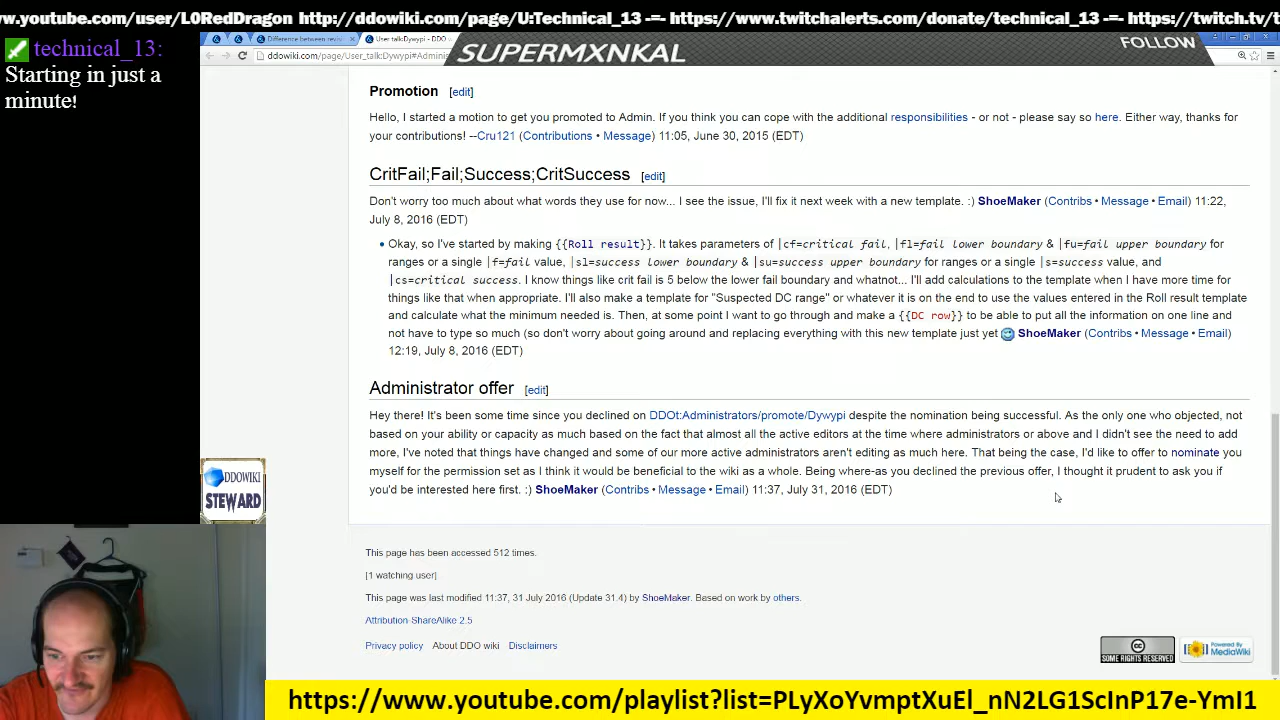 ww.youtube.com/user/L0RedDragon http://ddowiki.com/page/U:Technical_13 -=- https://www.twitchalerts.com/donate/technical_13 -=- https://twitch.tv/t
technical_13:
Starting in just a
minute!
Difference between revis
User_talk:Dywypi - DDO w
ddowiki.com/page/User_talk:Dywypi#Adminis
SUPERMXNKAL
FOLLOW
Promotion [edit]
Hello, I started a motion to get you promoted to Admin. If you think you can cope with the additional responsibilities - or not - please say so here. Either way, thanks for
your contributions! --Cru121 (Contributions • Message) 11:05, June 30, 2015 (EDT)
CritFail;Fail;Success;CritSuccess [edit]
Don't worry too much about what words they use for now... I see the issue, I'll fix it next week with a new template. :) ShoeMaker (Contribs • Message • Email) 11:22,
July 8, 2016 (EDT)
• Okay, so I've started by making {{Roll result}}. It takes parameters of |cf=critical fail, |fl=fail lower boundary & |fu=fail upper boundary for
ranges or a single |f=fail value, |sl=success lower boundary & |su=success upper boundary for ranges or a single |s=success value, and
|cs=critical success. I know things like crit fail is 5 below the lower fail boundary and whatnot... I'll add calculations to the template when I have more time for
things like that when appropriate. I'll also make a template for "Suspected DC range" or whatever it is on the end to use the values entered in the Roll result template
and calculate what the minimum needed is. Then, at some point I want to go through and make a {{DC row}} to be able to put all the information on one line and
not have to type so much (so don't worry about going around and replacing everything with this new template just yet ShoeMaker (Contribs • Message • Email)
12:19, July 8, 2016 (EDT)
Administrator offer [edit]
Hey there! It's been some time since you declined on DDOt:Administrators/promote/Dywypi despite the nomination being successful. As the only one who objected, not
based on your ability or capacity as much based on the fact that almost all the active editors at the time where administrators or above and I didn't see the need to add
more, I've noted that things have changed and some of our more active administrators aren't editing as much here. That being the case, I'd like to offer to nominate you
myself for the permission set as I think it would be beneficial to the wiki as a whole. Being where-as you declined the previous offer, I thought it prudent to ask you if
you'd be interested here first. :) ShoeMaker (Contribs • Message • Email) 11:37, July 31, 2016 (EDT)
DDOWIKI
STEWARD
This page has been accessed 512 times.
[1 watching user]
This page was last modified 11:37, 31 July 2016 (Update 31.4) by ShoeMaker. Based on work by others.
Attribution-ShareAlike 2.5
Privacy policy About DDO wiki Disclaimers
cc
SOME RIGHTS RESERVED
Powered By
MediaWiki
https://www.youtube.com/playlist?list=PLyXoYvmptXuEl_nN2LG1ScInP17e-YmI1